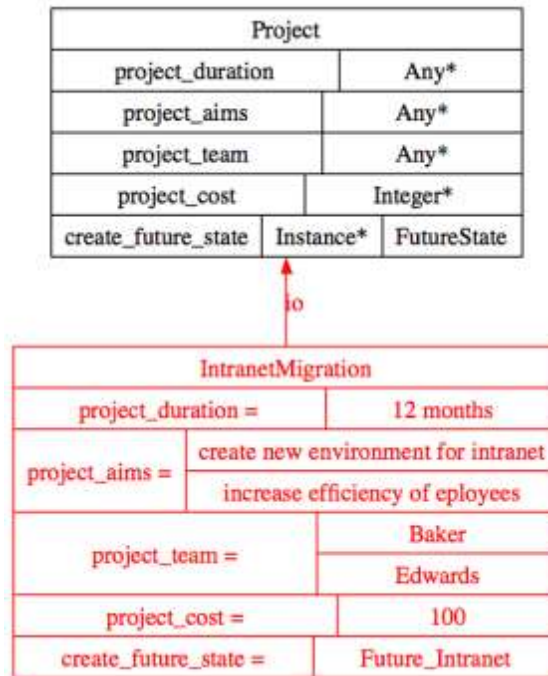 Project
project_duration Any*
project_aims Any*
project_team Any*
project_cost Integer*
create_future_state Instance* FutureState
io
IntranetMigration
project_duration = 12 months
project_aims = create new environment for intranet
increase efficiency of eployees
project_team = Baker
Edwards
project_cost = 100
create_future_state = Future_Intranet